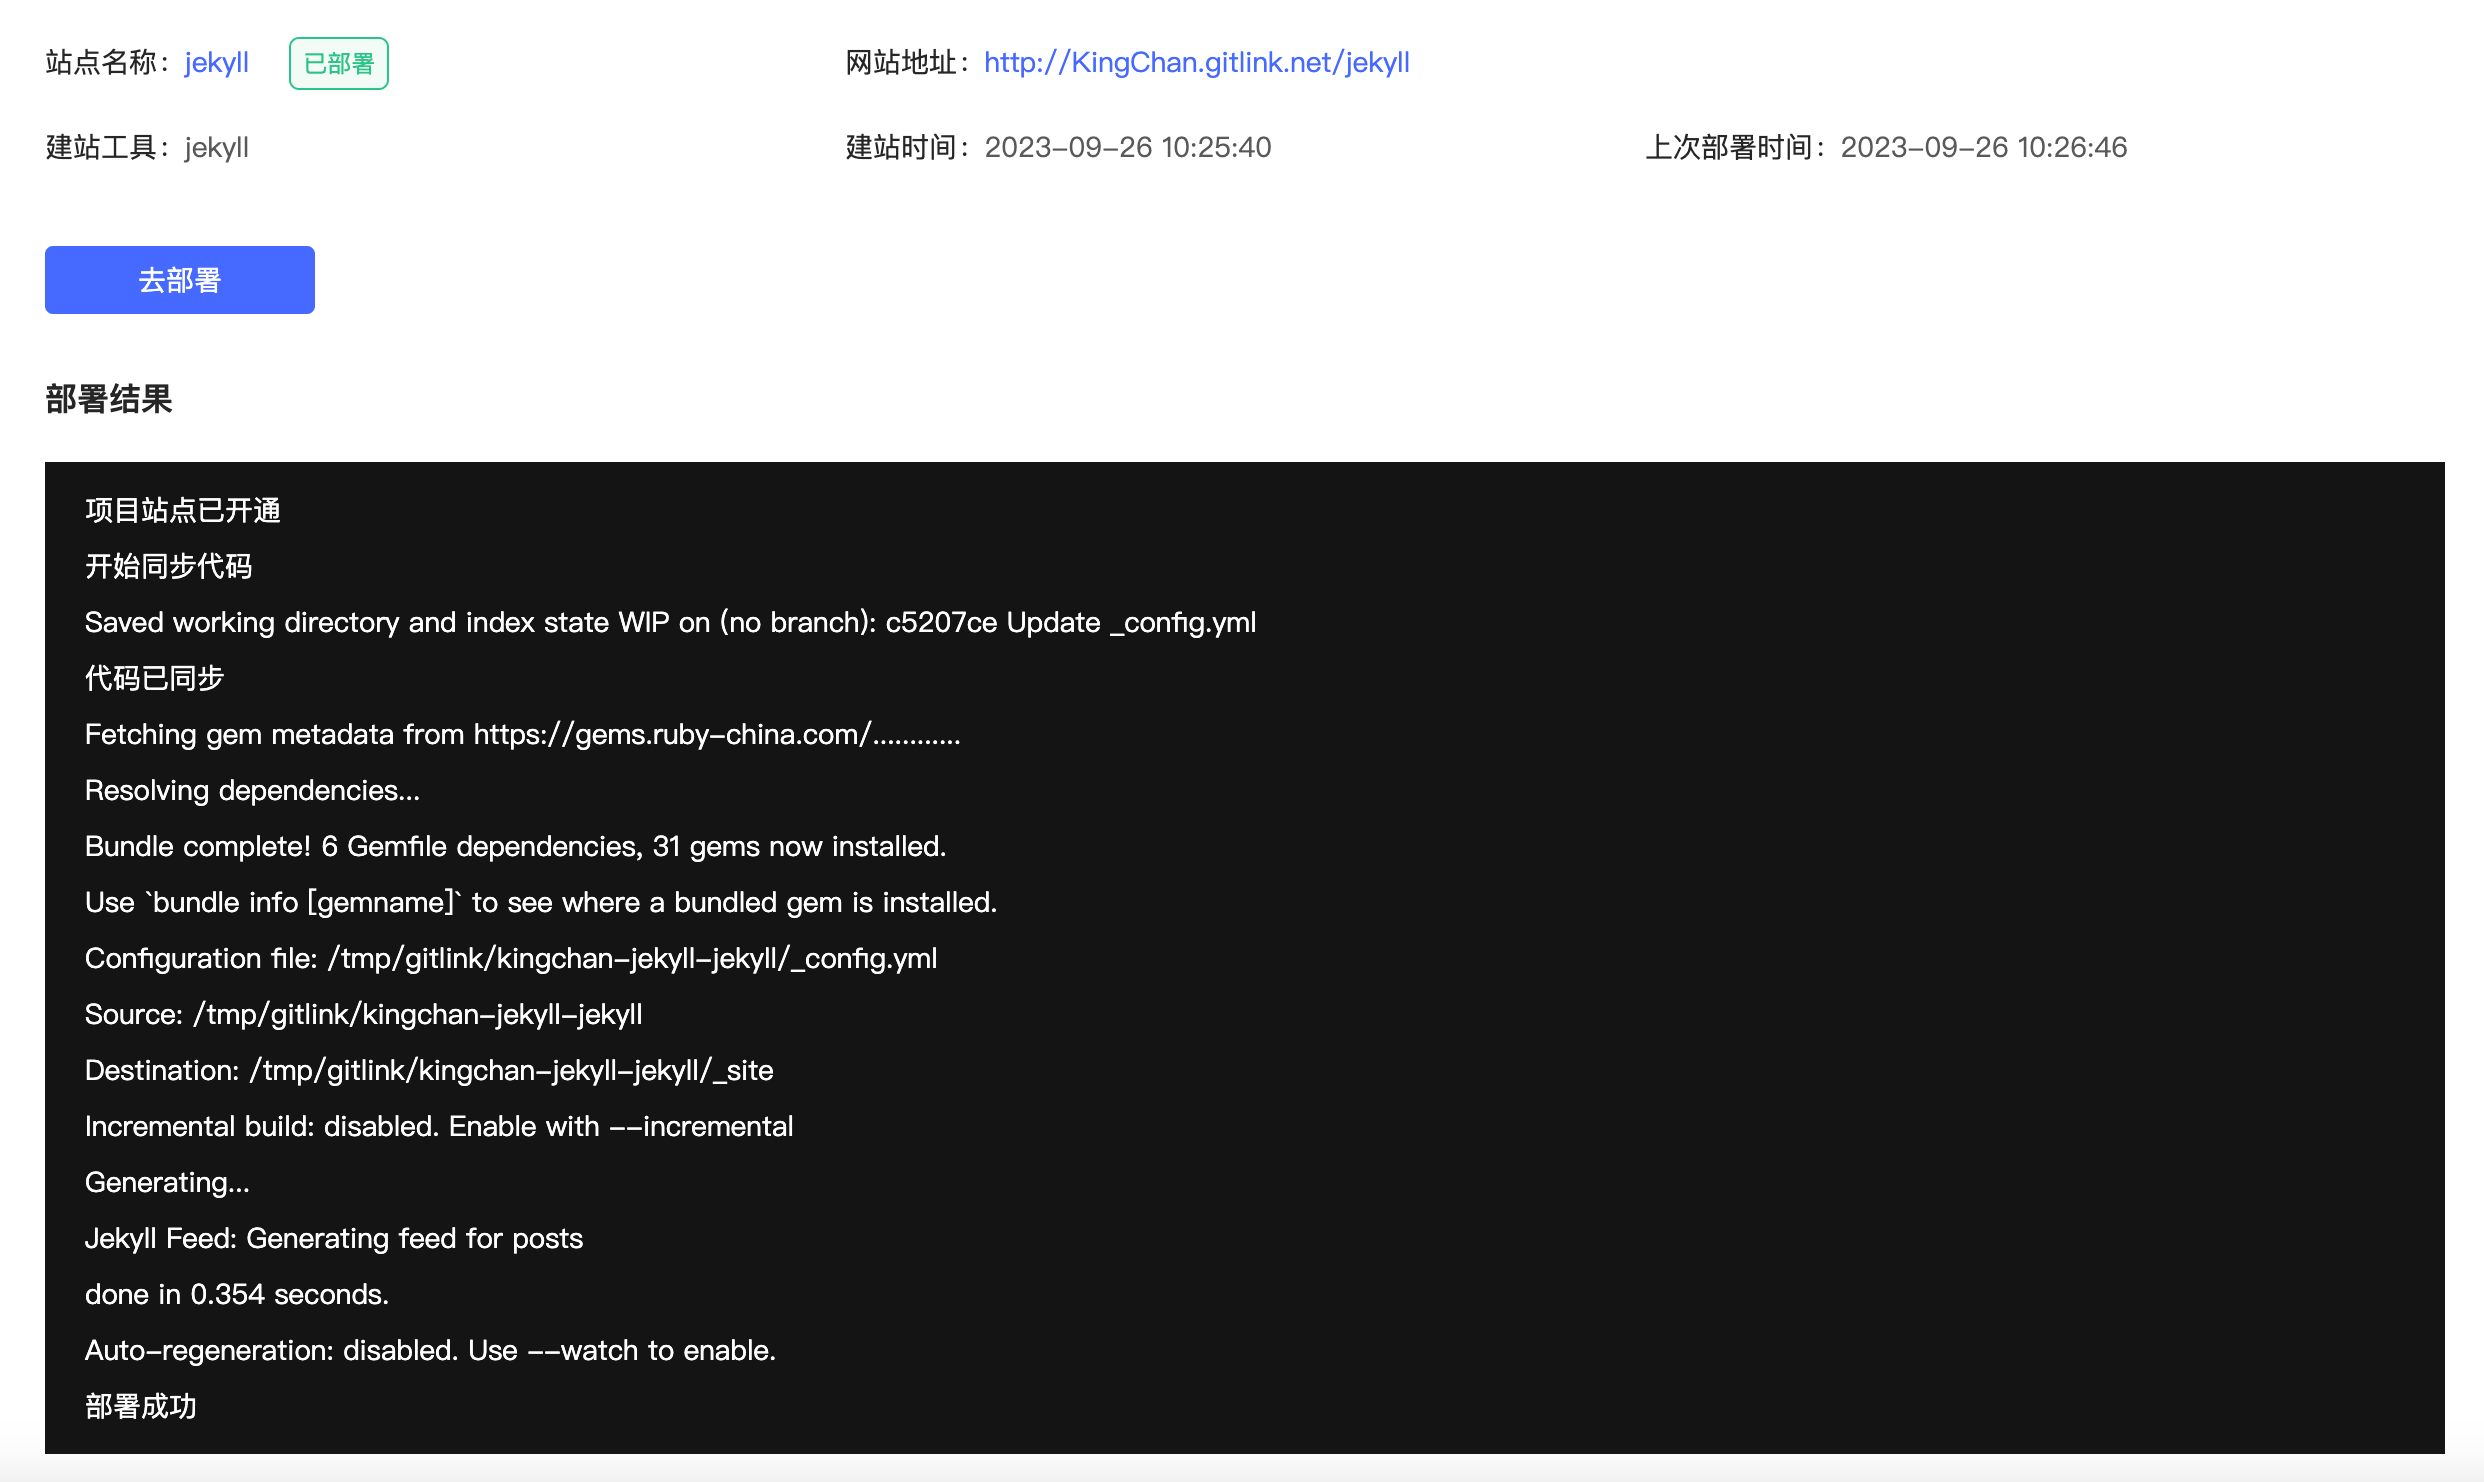 站点名称：jekyll 已部署 网站地址：http://KingChan.gitlink.net/jekyll
建站工具：jekyll 建站时间：2023-09-26 10:25:40 上次部署时间：2023-09-26 10:26:46
去部署
部署结果
项目站点已开通
开始同步代码
Saved working directory and index state WIP on (no branch): c5207ce Update _config.yml
代码已同步
Fetching gem metadata from https://gems.ruby-china.com/............
Resolving dependencies...
Bundle complete! 6 Gemfile dependencies, 31 gems now installed.
Use `bundle info [gemname]` to see where a bundled gem is installed.
Configuration file: /tmp/gitlink/kingchan-jekyll-jekyll/_config.yml
Source: /tmp/gitlink/kingchan-jekyll-jekyll
Destination: /tmp/gitlink/kingchan-jekyll-jekyll/_site
Incremental build: disabled. Enable with --incremental
Generating...
Jekyll Feed: Generating feed for posts
done in 0.354 seconds.
Auto-regeneration: disabled. Use --watch to enable.
部署成功